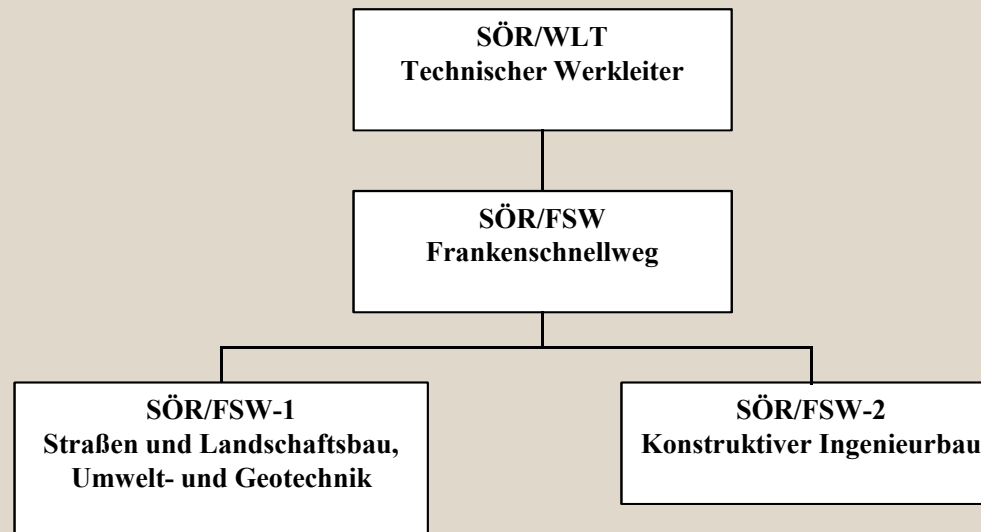 SÖR/WLT
Technischer Werkleiter
SÖR/FSW
Frankenschnellweg
SÖR/FSW-1
Straßen und Landschaftsbau,
Umwelt- und Geotechnik
SÖR/FSW-2
Konstruktiver Ingenieurbau